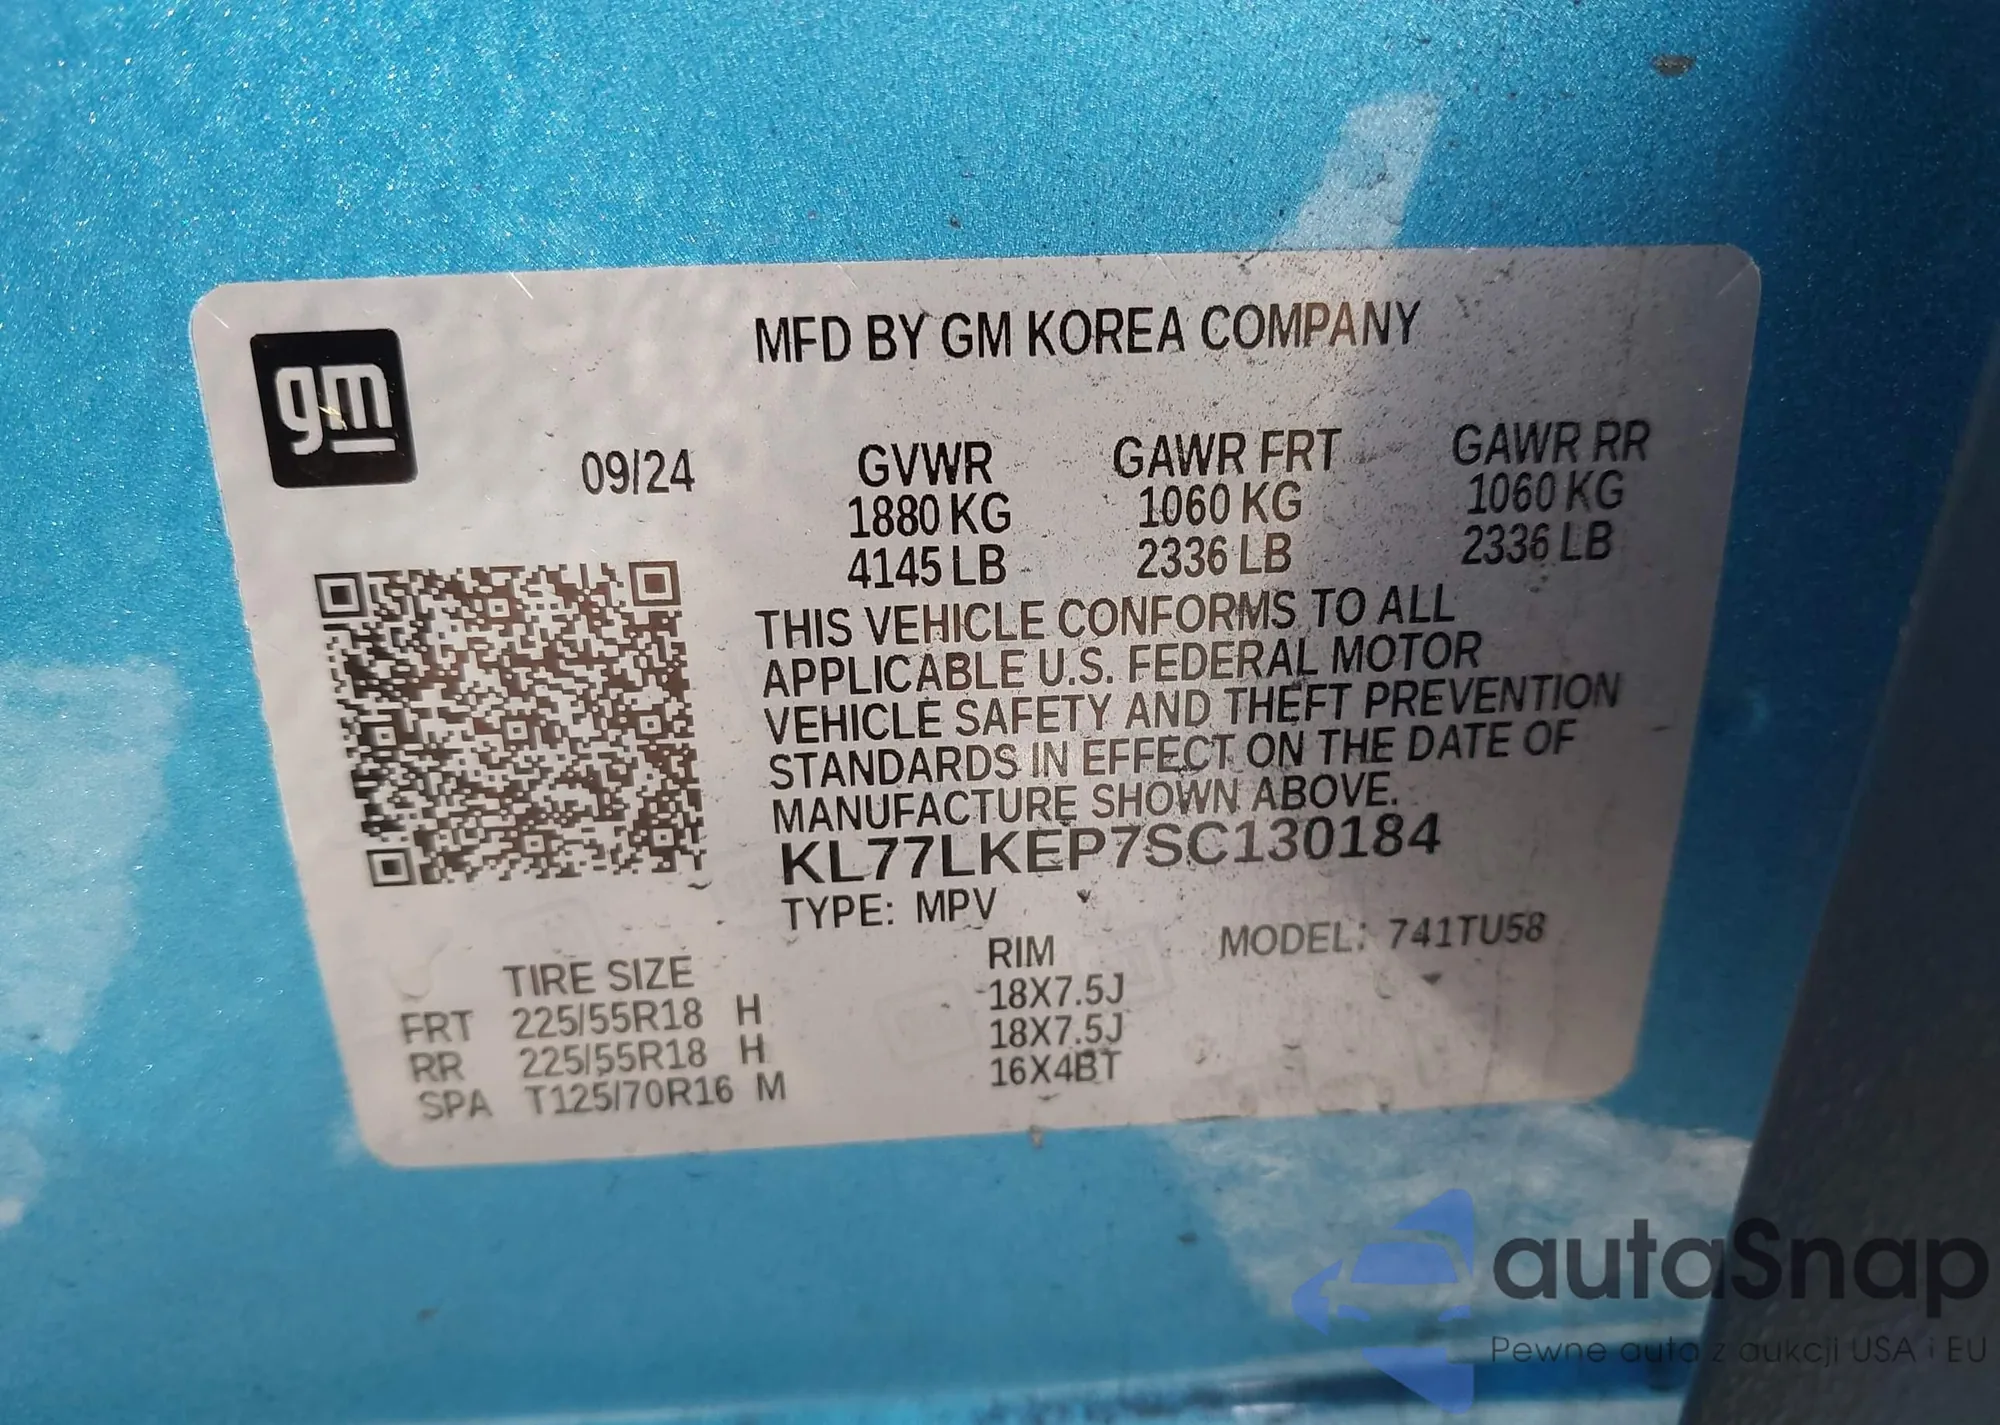 gm
MFD BY GM KOREA COMPANY
09/24
GVWR GAWR FRT GAWR RR
1880 KG 1060 KG 1060 KG
4145 LB 2336 LB 2336 LB
THIS VEHICLE CONFORMS TO ALL
APPLICABLE U.S. FEDERAL MOTOR
VEHICLE SAFETY AND THEFT PREVENTION
STANDARDS IN EFFECT ON THE DATE OF
MANUFACTURE SHOWN ABOVE.
KL77LKEP7SC130184
TYPE: MPV MODEL: 741TU58
TIRE SIZE RIM
FRT 225/55R18 H 18X7.5J
RR 225/55R18 H 18X7.5J
SPA T125/70R16 M 16X4BT
autaSnap
Pewne auta z aukcji USA i EU